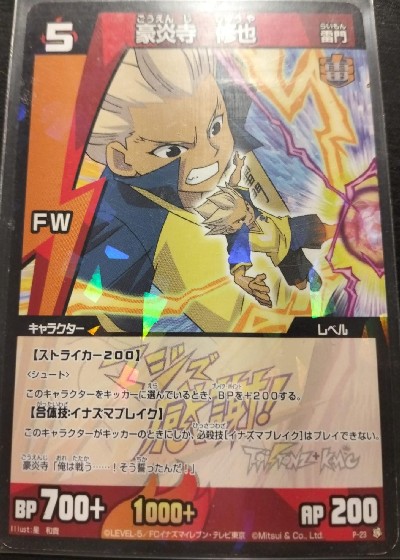 ごうえんじ しゅうや
らいもん
5
豪炎寺 修也
雷門
FW
キャラクター
レベル
【ストライカー200】
<シュート>
このキャラクターをキッカーに選んでいるとき、BPを+200する。
【合体技:イナズマブレイク】
このキャラクターがキッカーのときにしか、必殺技【イナズマブレイク】はプレイできない。
豪炎寺「俺は戦う……!そう誓ったんだ!」
BP 700+
1000+
AP 200
Illust:星 和貴
©LEVEL-5/FCイナズマイレブン・テレビ東京 ©Mitsui & Co., Ltd.
P-23